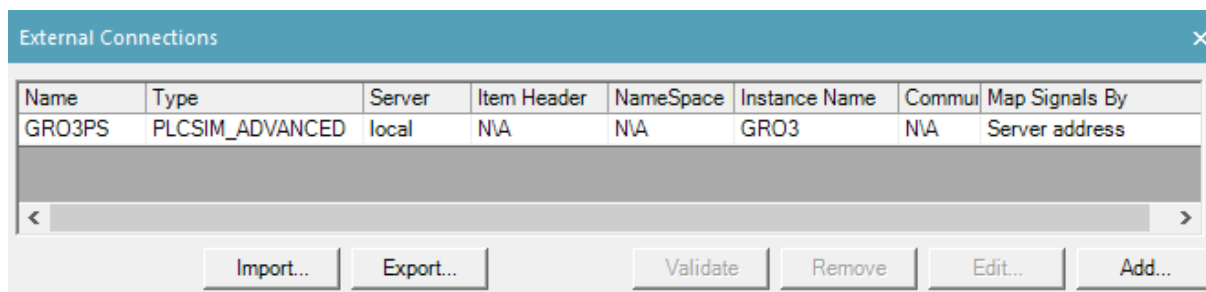 External Connections
Name Type Server Item Header NameSpace Instance Name Commur Map Signals By
GRO3PS PLCSIM_ADVANCED local N\A N\A GRO3 N\A Server address
Import... Export... Validate Remove Edit... Add...